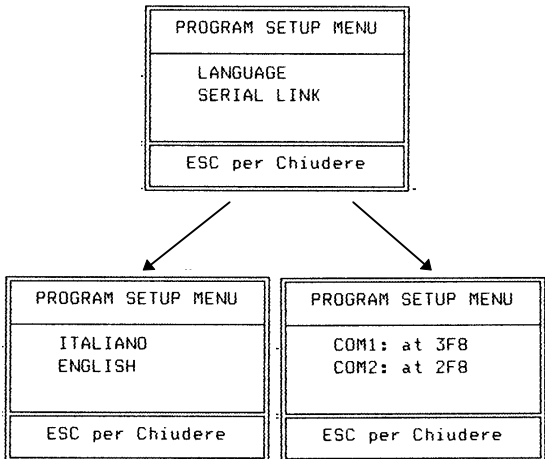 PROGRAM SETUP MENU
LANGUAGE
SERIAL LINK
ESC per Chiudere
PROGRAM SETUP MENU
ITALIANO
ENGLISH
ESC per Chiudere
PROGRAM SETUP MENU
COM1: at 3F8
COM2: at 2F8
ESC per Chiudere